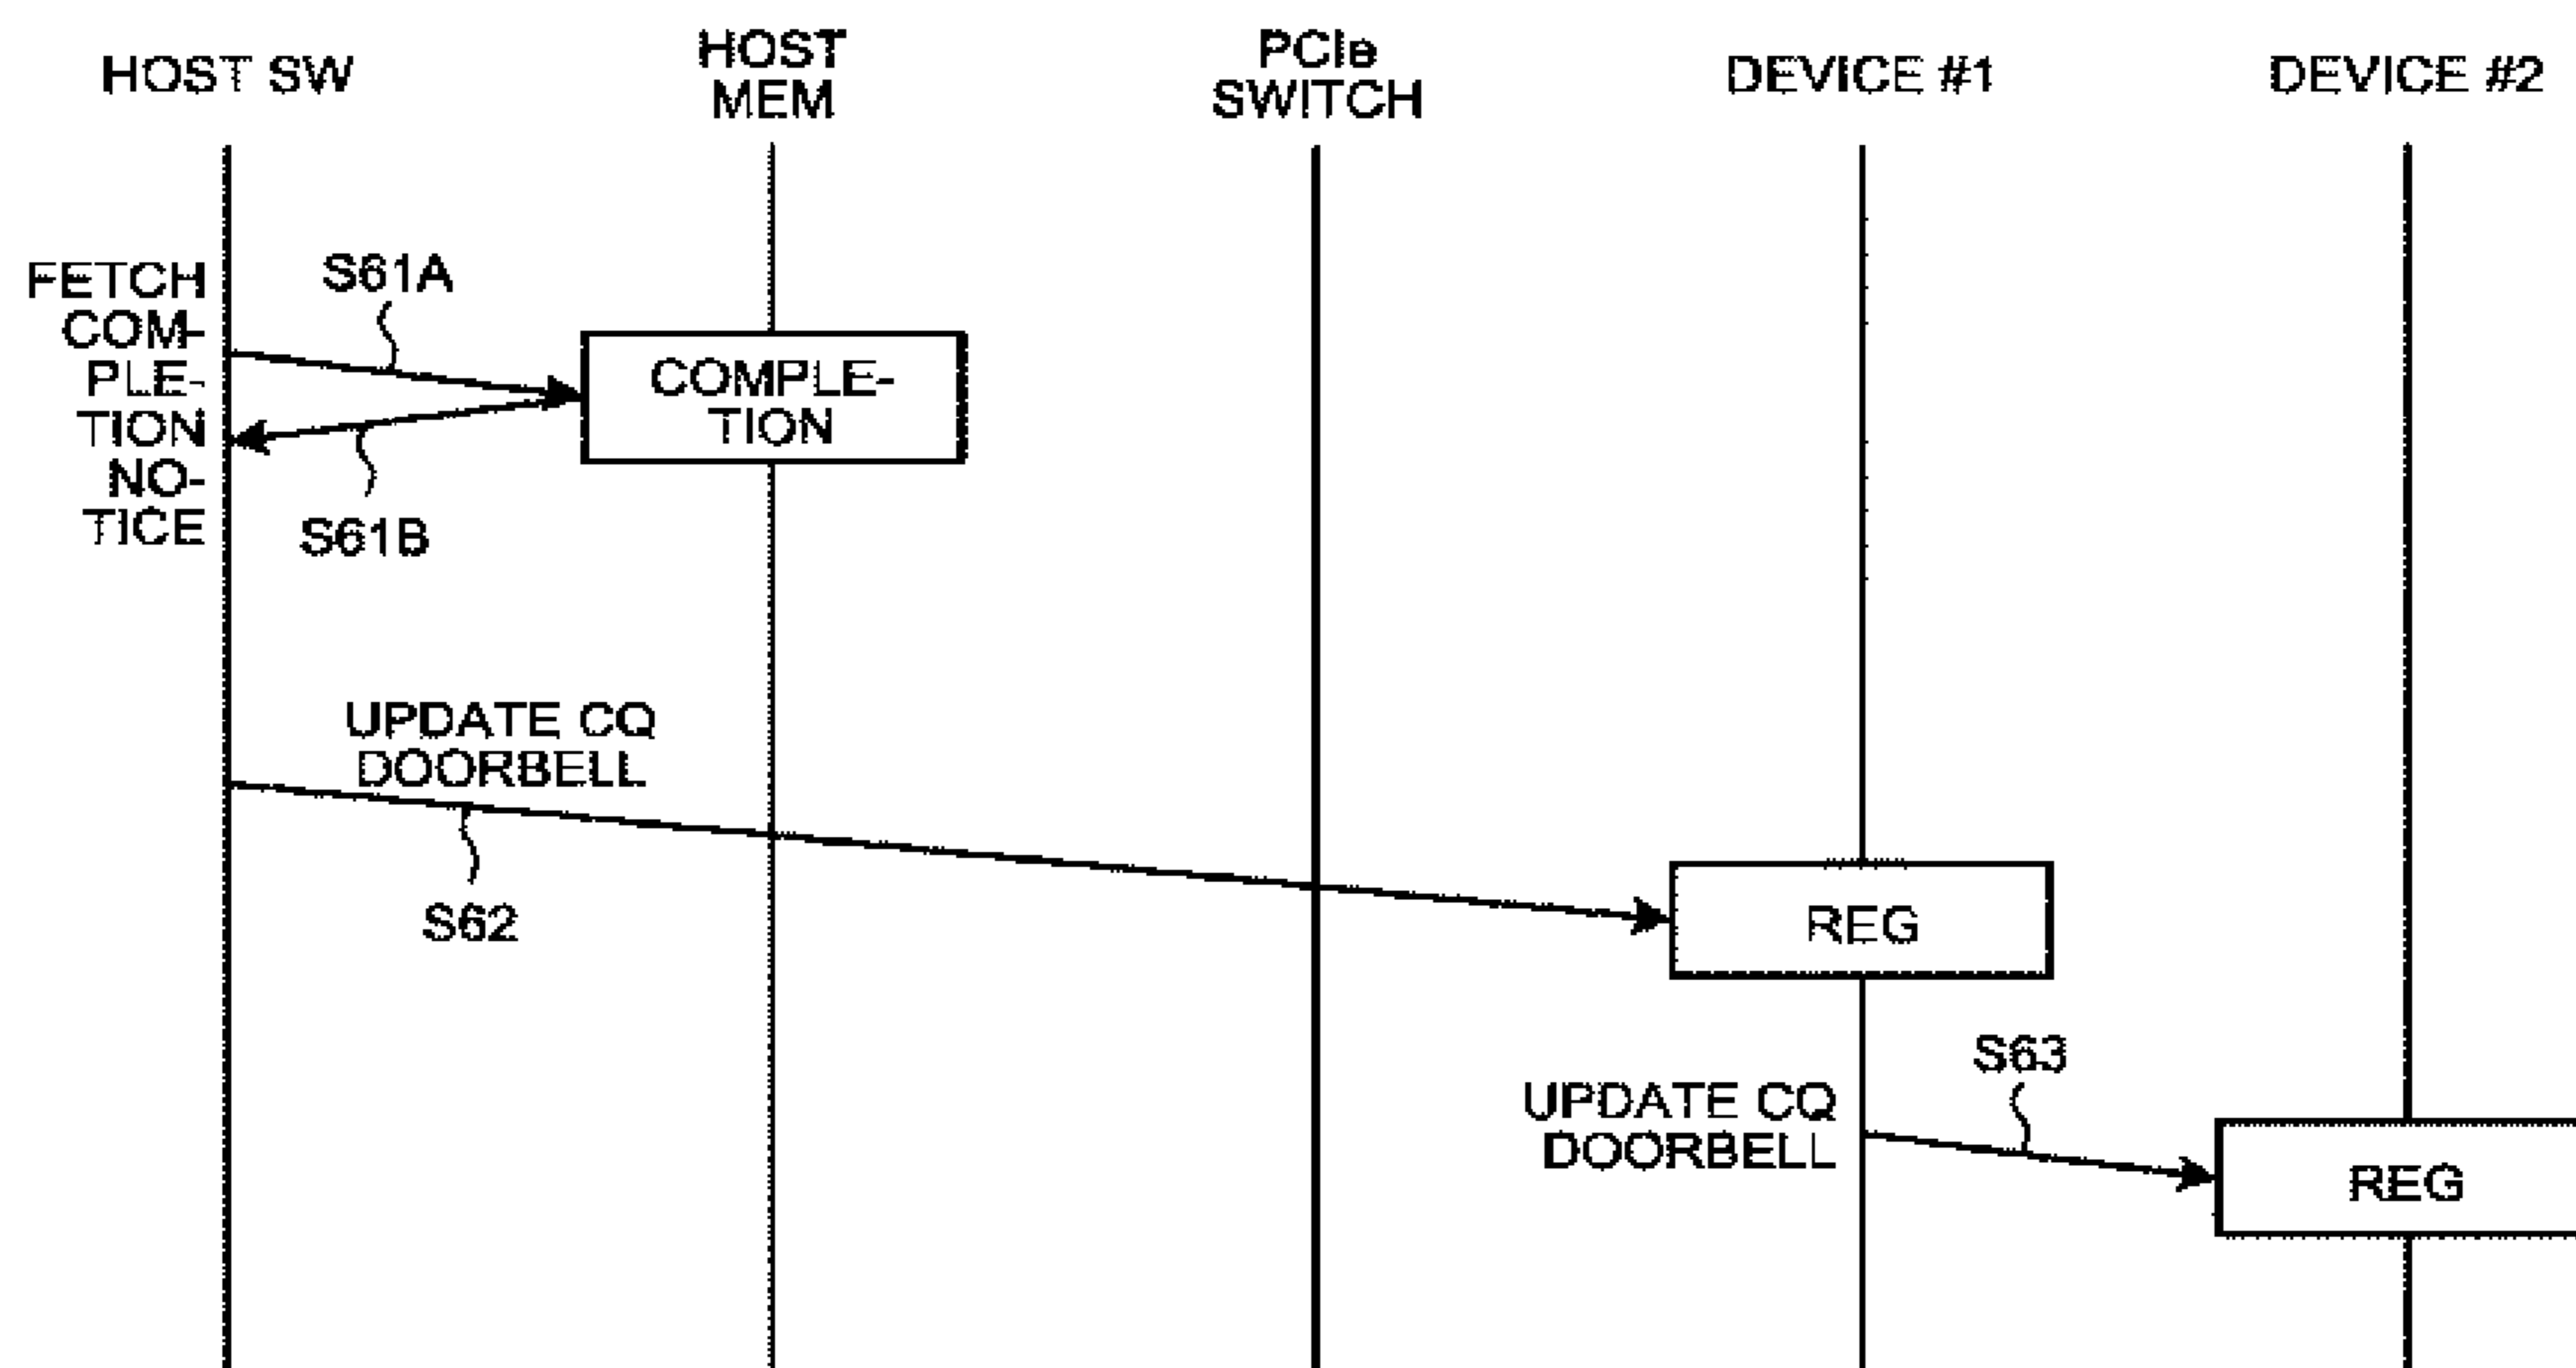 HOST SW
HOST
MEM
PCIe
SWITCH
DEVICE #1
DEVICE #2
FETCH
COM-
PLE-
TION
NO-
TICE
S61A
COMPLE-
TION
S61B
UPDATE CQ
DOORBELL
S62
REG
S63
UPDATE CQ
DOORBELL
REG